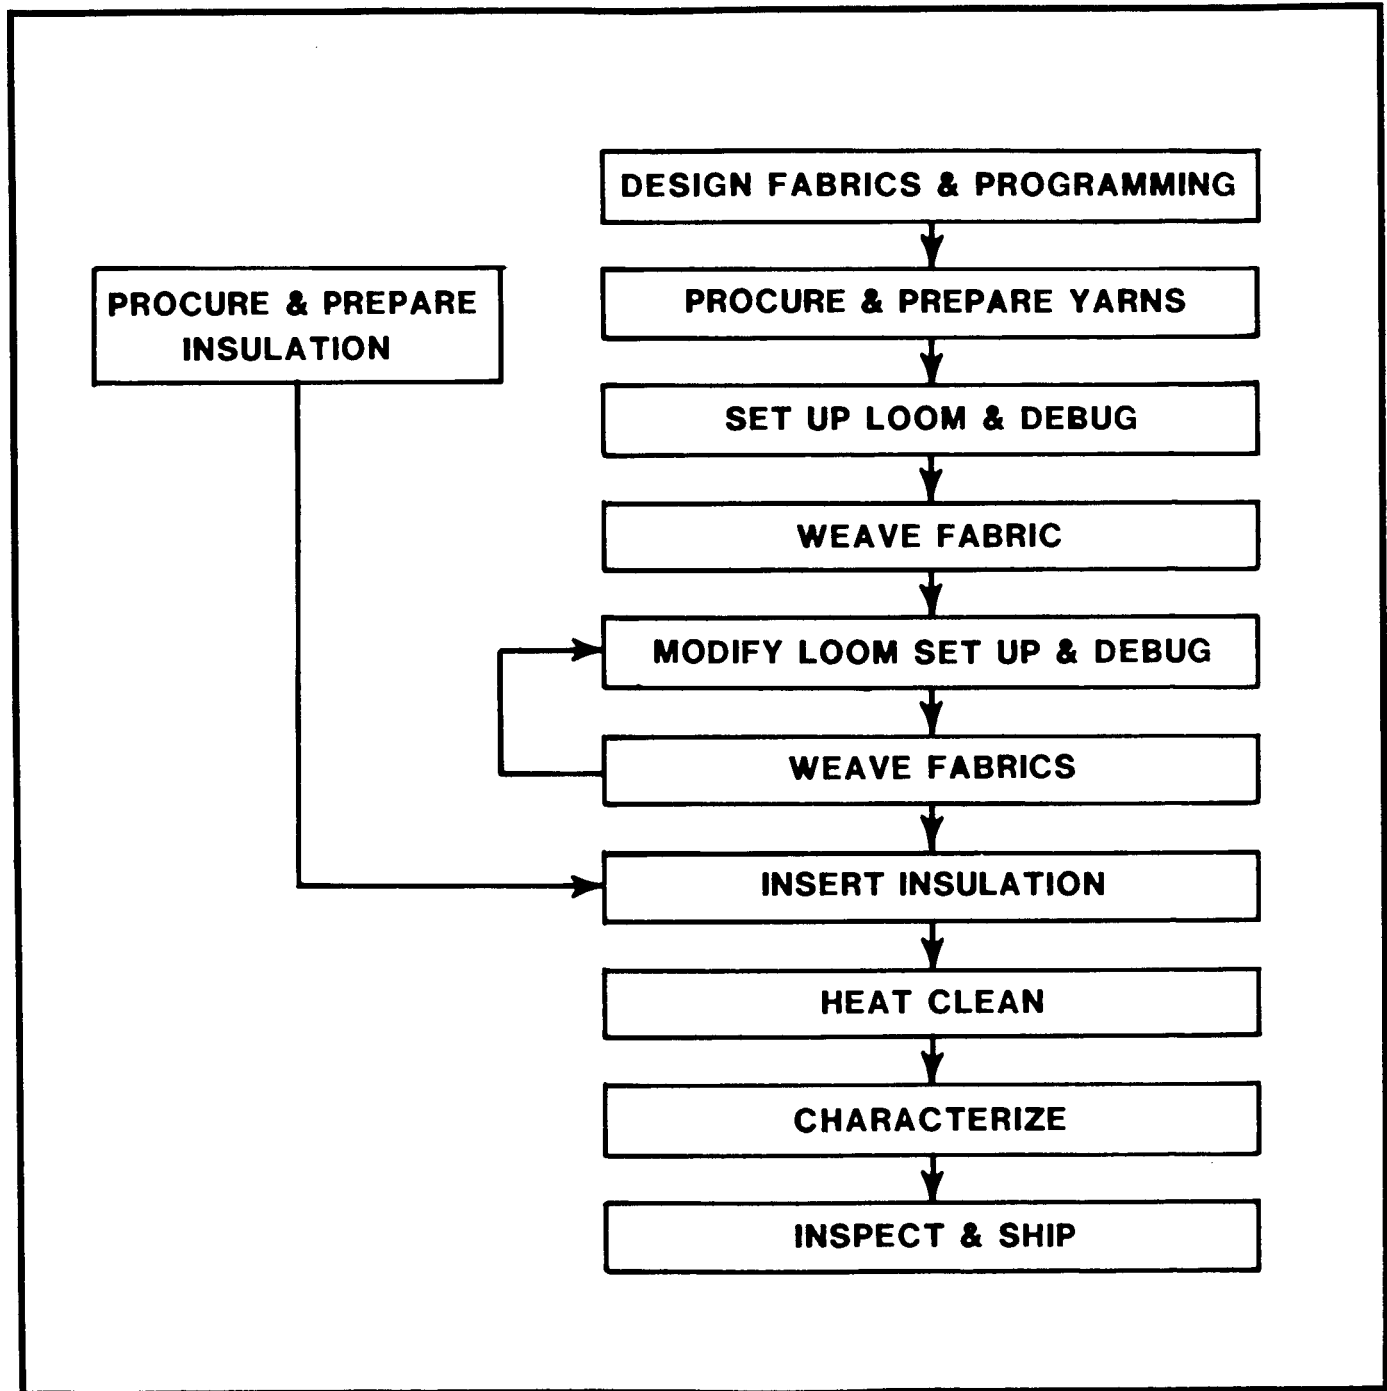 DESIGN FABRICS & PROGRAMMING
PROCURE & PREPARE
INSULATION
PROCURE & PREPARE YARNS
SET UP LOOM & DEBUG
WEAVE FABRIC
MODIFY LOOM SET UP & DEBUG
WEAVE FABRICS
INSERT INSULATION
HEAT CLEAN
CHARACTERIZE
INSPECT & SHIP